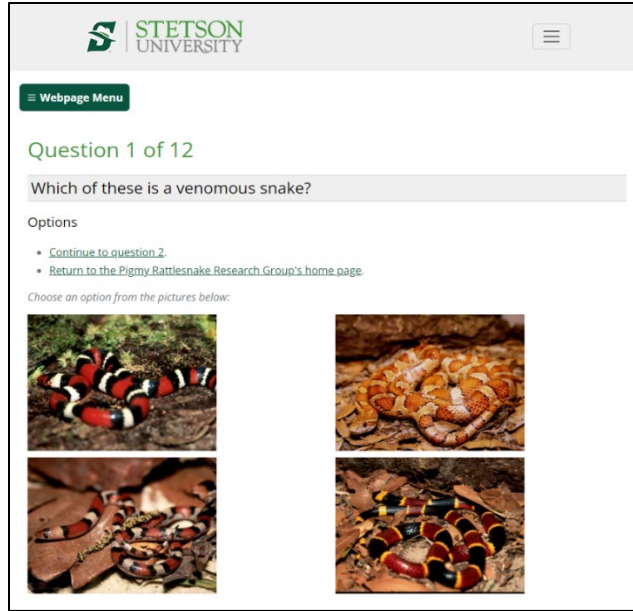 STETSON
UNIVERSITY
≡ Webpage Menu
Question 1 of 12
Which of these is a venomous snake?
Options
• Continue to question 2.
• Return to the Pigmy Rattlesnake Research Group's home page.
Choose an option from the pictures below: